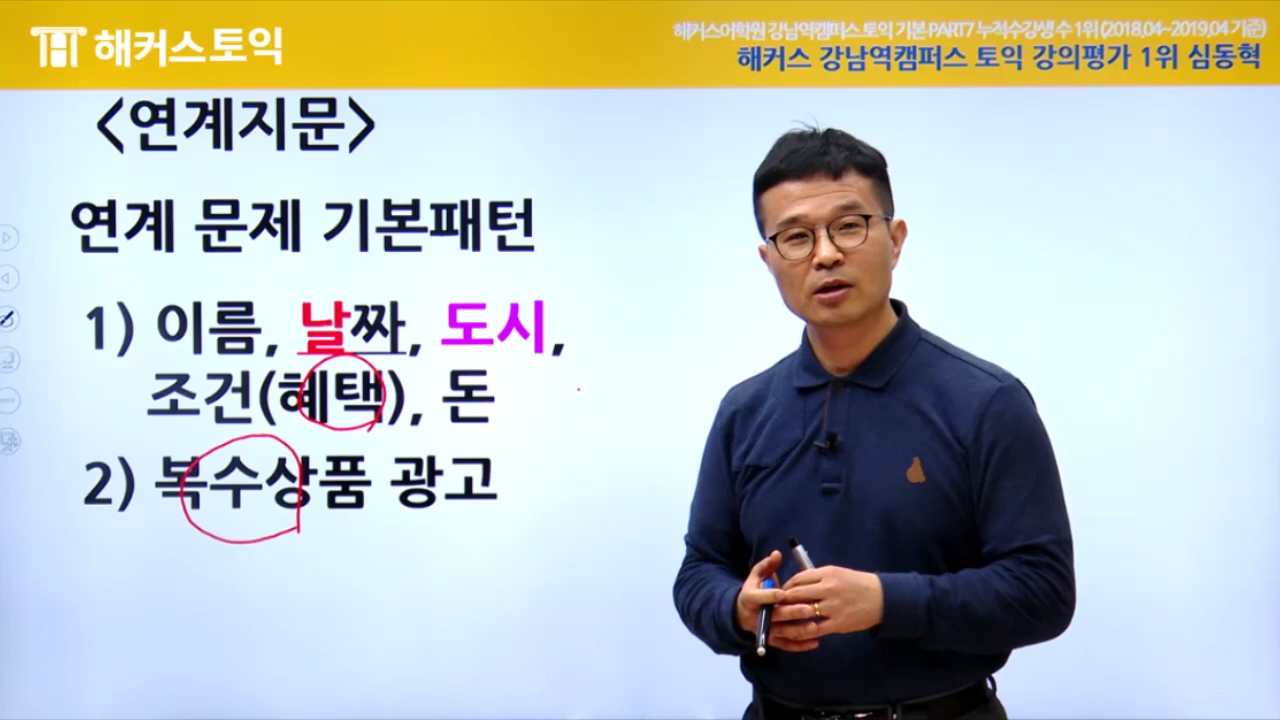 해커스토익
해커스어학원 강남역캠퍼스 토익 기본 PART7 누적수강생 수 1위 (2018.04~2019.04 기준)
해커스 강남역캠퍼스 토익 강의평가 1위 심동혁
<연계지문>
연계 문제 기본패턴
1) 이름, 날짜, 도시,
조건(혜택), 돈
2) 복수상품 광고